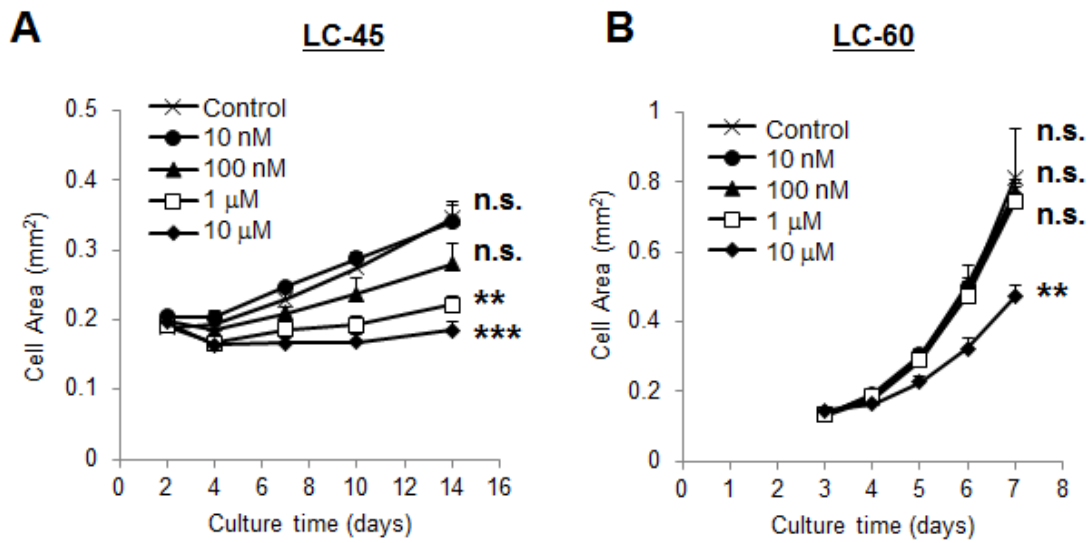 A
LC-45
Control
10 nM
100 nM
1 μM
10 μM
0.5
0.4
0.3
0.2
0.1
0
Cell Area (mm²)
0 2 4 6 8 10 12 14 16
Culture time (days)
n.s.
n.s.
**
***
B
LC-60
Control
10 nM
100 nM
1 μM
10 μM
1
0.8
0.6
0.4
0.2
0
Cell Area (mm²)
0 1 2 3 4 5 6 7 8
Culture time (days)
n.s.
n.s.
n.s.
**